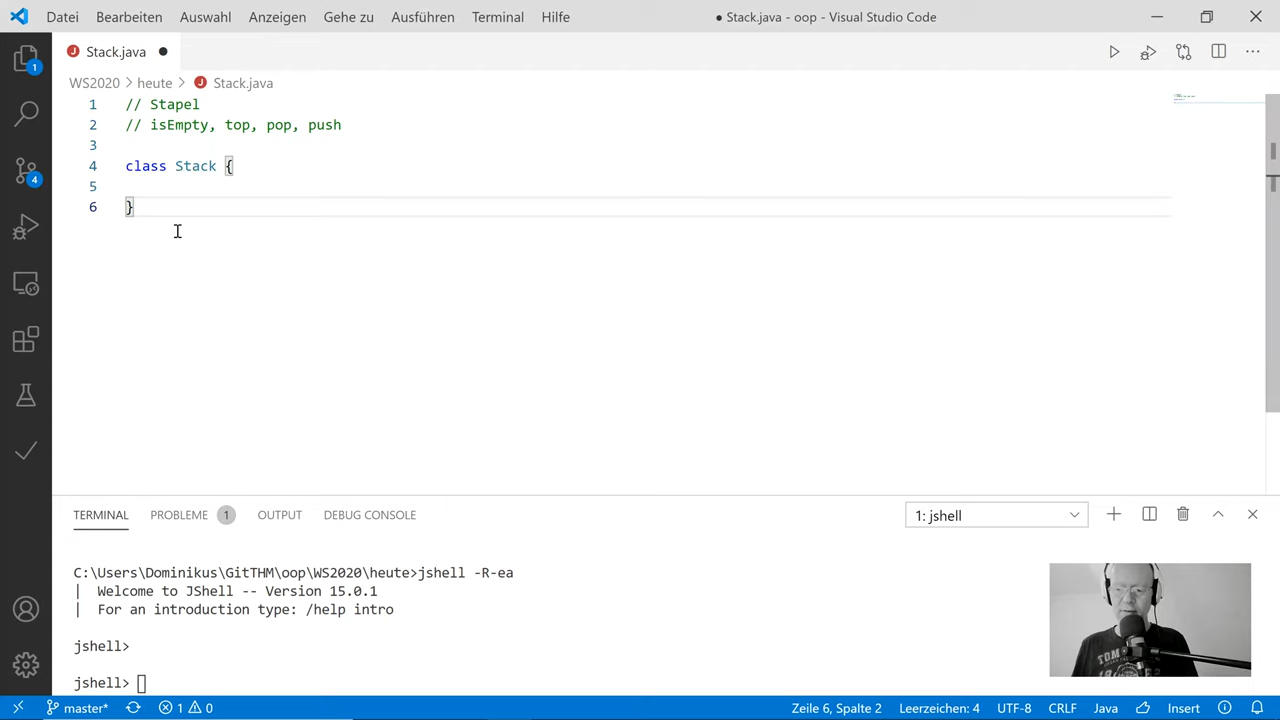 Datei Bearbeiten Auswahl Anzeigen Gehe zu Ausführen Terminal Hilfe ● Stack.java - oop - Visual Studio Code
J Stack.java ●
WS2020 > heute > J Stack.java
1 // Stapel
2 // isEmpty, top, pop, push
3
4 class Stack {
5
6 }
1
4
TERMINAL PROBLEME 1 OUTPUT DEBUG CONSOLE 1: jshell
C:\Users\Dominikus\GitTHM\oop\WS2020\heute>jshell -R-ea
| Welcome to JShell -- Version 15.0.1
| For an introduction type: /help intro
jshell>
jshell>
master* 1 0 Zeile 6, Spalte 2 Leerzeichen: 4 UTF-8 CRLF Java Insert